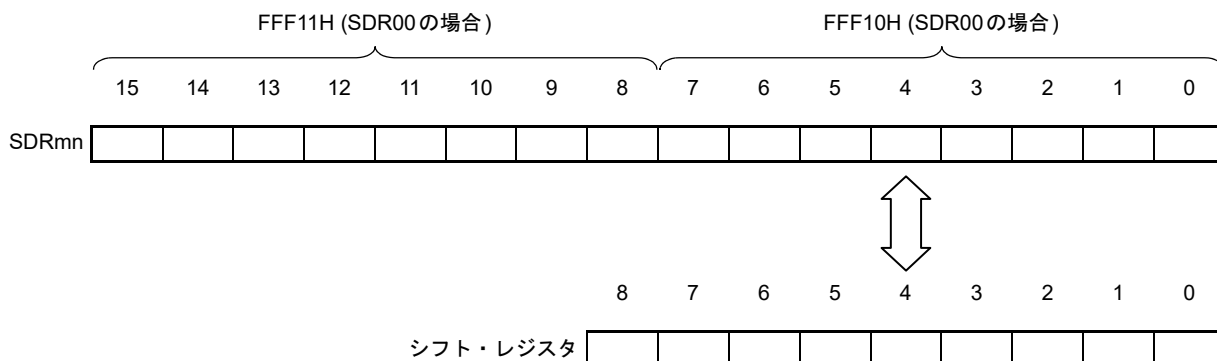 FFF11H (SDR00の場合) FFF10H (SDR00の場合)
15 14 13 12 11 10 9 8 7 6 5 4 3 2 1 0
SDRmn
8 7 6 5 4 3 2 1 0
シフト・レジスタ